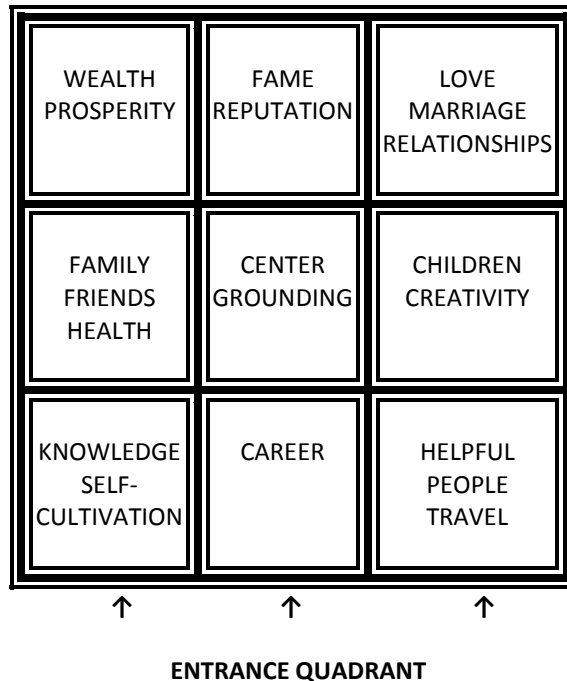 WEALTH
PROSPERITY
FAME
REPUTATION
LOVE
MARRIAGE
RELATIONSHIPS
FAMILY
FRIENDS
HEALTH
CENTER
GROUNDING
CHILDREN
CREATIVITY
KNOWLEDGE
SELF-
CULTIVATION
CAREER
HELPFUL
PEOPLE
TRAVEL
↑ ↑ ↑
ENTRANCE QUADRANT